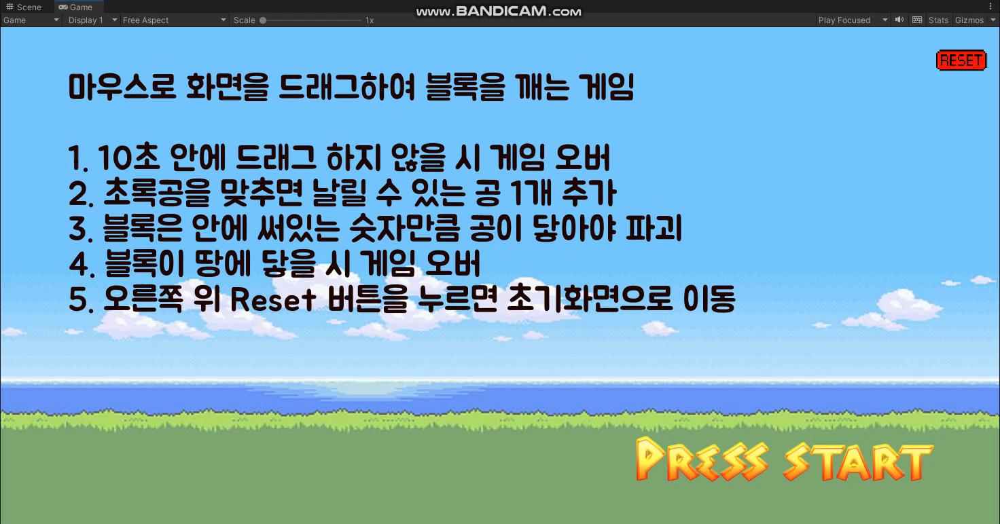 Scene Game
www.BANDICAM.com
Game Display 1 Free Aspect Scale 1x Play Focused Stats Gizmos
RESET
마우스로 화면을 드래그하여 블록을 깨는 게임
1. 10초 안에 드래그 하지 않을 시 게임 오버
2. 초록공을 맞추면 날릴 수 있는 공 1개 추가
3. 블록은 안에 써있는 숫자만큼 공이 닿아야 파괴
4. 블록이 땅에 닿을 시 게임 오버
5. 오른쪽 위 Reset 버튼을 누르면 초기화면으로 이동
PRESS START